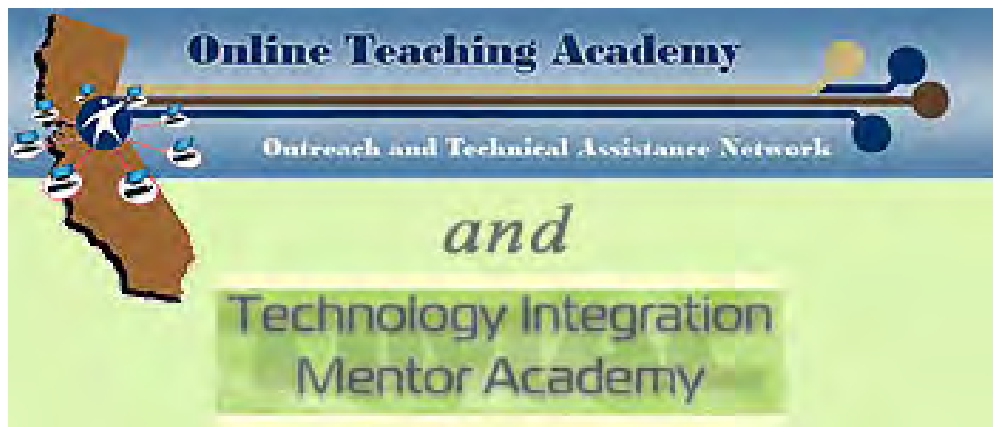 Online Teaching Academy
Outreach and Technical Assistance Network
and
Technology Integration
Mentor Academy